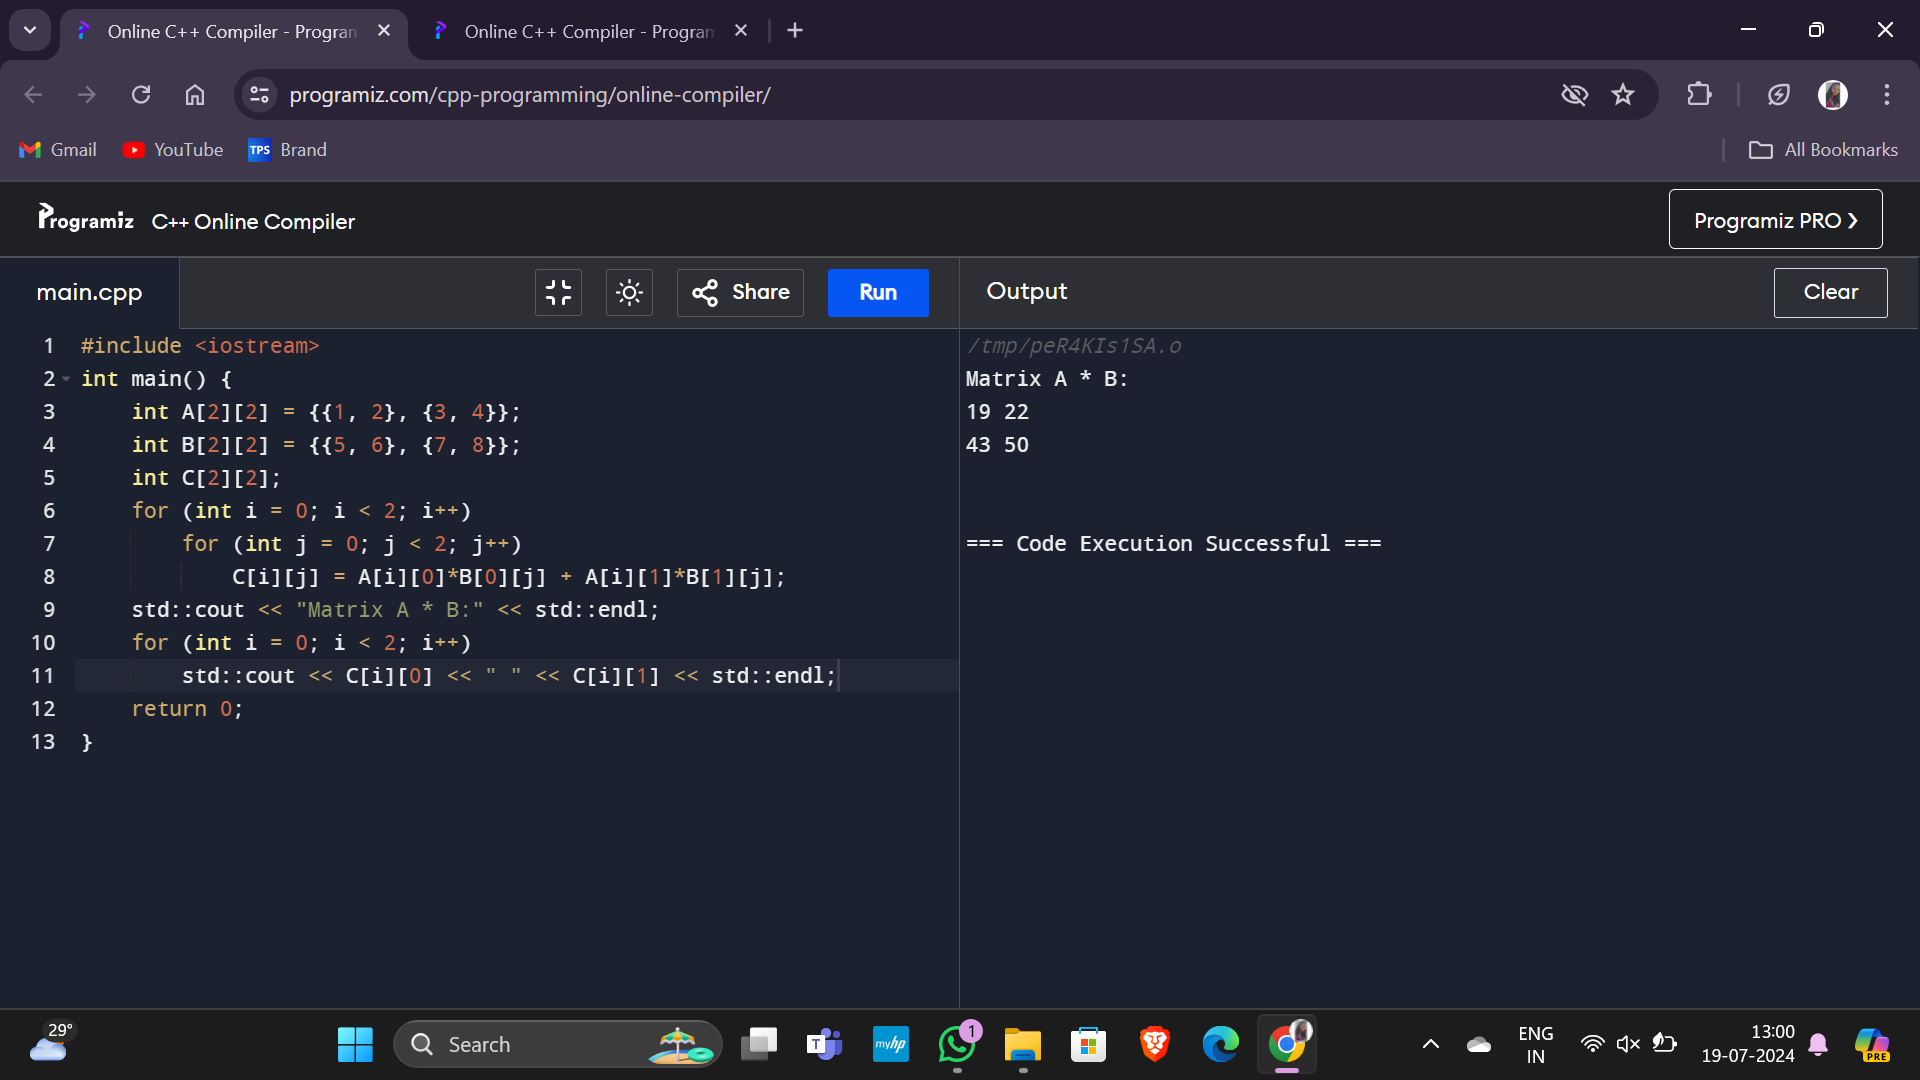 Online C++ Compiler - Program
Online C++ Compiler - Program
programiz.com/cpp-programming/online-compiler/
Gmail
YouTube
TPS
Brand
All Bookmarks
Programiz
C++ Online Compiler
Programiz PRO
main.cpp
Share
Run
Output
Clear
1 #include <iostream>
2 int main() {
3     int A[2][2] = {{1, 2}, {3, 4}};
4     int B[2][2] = {{5, 6}, {7, 8}};
5     int C[2][2];
6     for (int i = 0; i < 2; i++)
7         for (int j = 0; j < 2; j++)
8             C[i][j] = A[i][0]*B[0][j] + A[i][1]*B[1][j];
9     std::cout << "Matrix A * B:" << std::endl;
10     for (int i = 0; i < 2; i++)
11         std::cout << C[i][0] << " " << C[i][1] << std::endl;
12     return 0;
13 }
/tmp/peR4KIs1SA.o
Matrix A * B:
19 22
43 50
=== Code Execution Successful ===
29°
Search
T
myhp
1
ENG
IN
13:00
19-07-2024
PRE